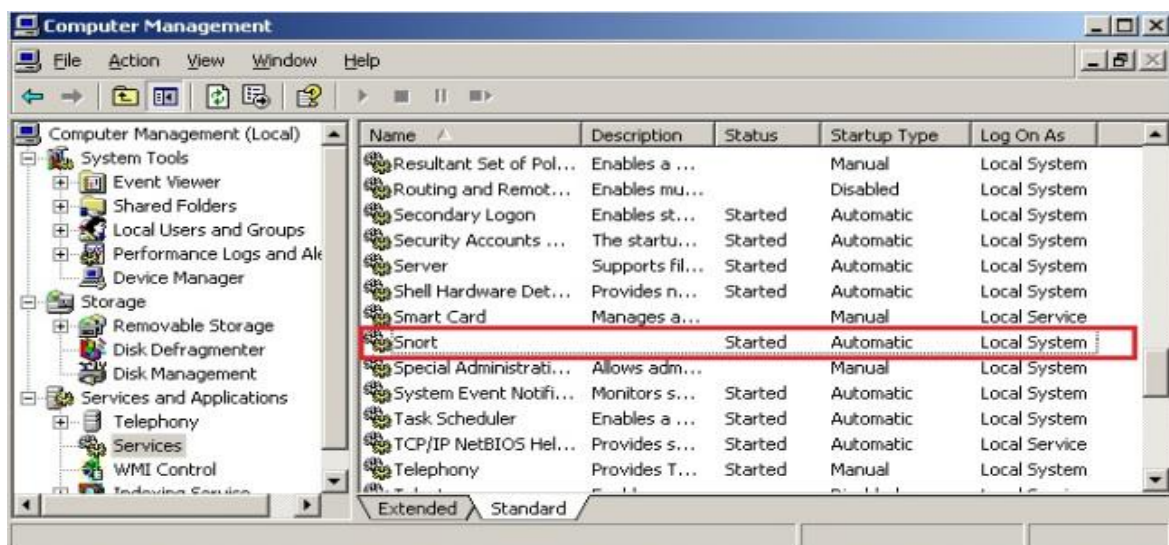 Computer Management
File Action View Window Help
Computer Management (Local)
System Tools
Event Viewer
Shared Folders
Local Users and Groups
Performance Logs and Ale
Device Manager
Storage
Removable Storage
Disk Defragmenter
Disk Management
Services and Applications
Telephony
Services
WMI Control
Indexing Service
Name Description Status Startup Type Log On As
Resultant Set of Pol... Enables a ... Manual Local System
Routing and Remot... Enables mu... Disabled Local System
Secondary Logon Enables st... Started Automatic Local System
Security Accounts ... The startu... Started Automatic Local System
Server Supports fil... Started Automatic Local System
Shell Hardware Det... Provides n... Started Automatic Local System
Smart Card Manages a... Manual Local Service
Snort Started Automatic Local System
Special Administrati... Allows adm... Manual Local System
System Event Notifi... Monitors s... Started Automatic Local System
Task Scheduler Enables a ... Started Automatic Local System
TCP/IP NetBIOS Hel... Provides s... Started Automatic Local Service
Telephony Provides T... Started Manual Local System
Extended Standard